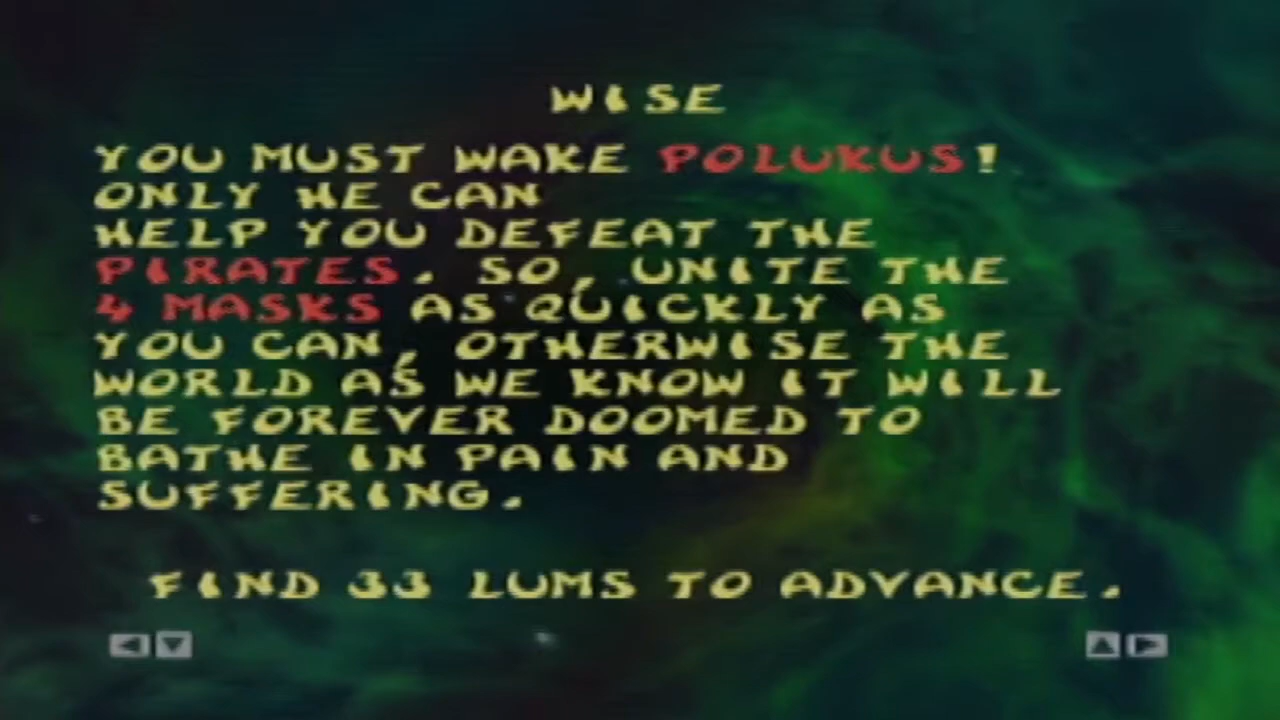 WISE
YOU MUST WAKE POLUKUS!
ONLY HE CAN
HELP YOU DEFEAT THE
PIRATES. SO, UNITE THE
4 MASKS AS QUICKLY AS
YOU CAN, OTHERWISE THE
WORLD AS WE KNOW IT WILL
BE FOREVER DOOMED TO
BATHE IN PAIN AND
SUFFERING.
FIND 33 LUMS TO ADVANCE.